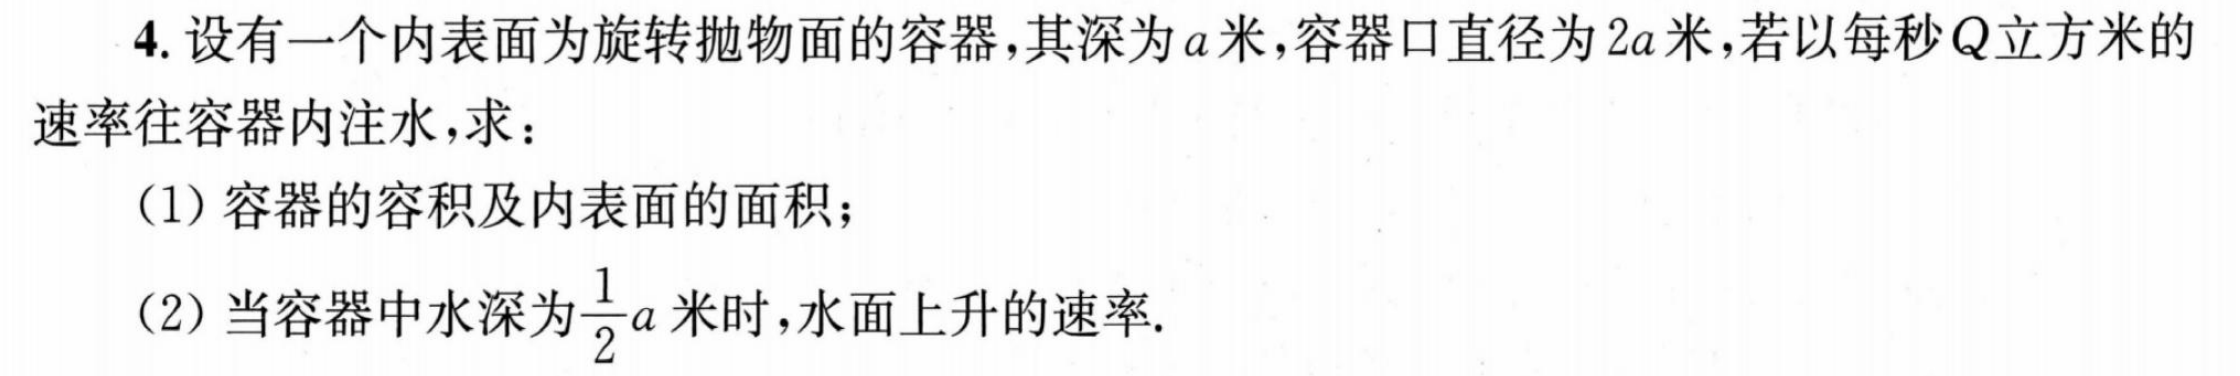 4. 设有一个内表面为旋转抛物面的容器,其深为a米,容器口直径为2a米,若以每秒Q立方米的
速率往容器内注水,求:
(1) 容器的容积及内表面的面积;
(2) 当容器中水深为\frac{1}{2}a 米时,水面上升的速率.